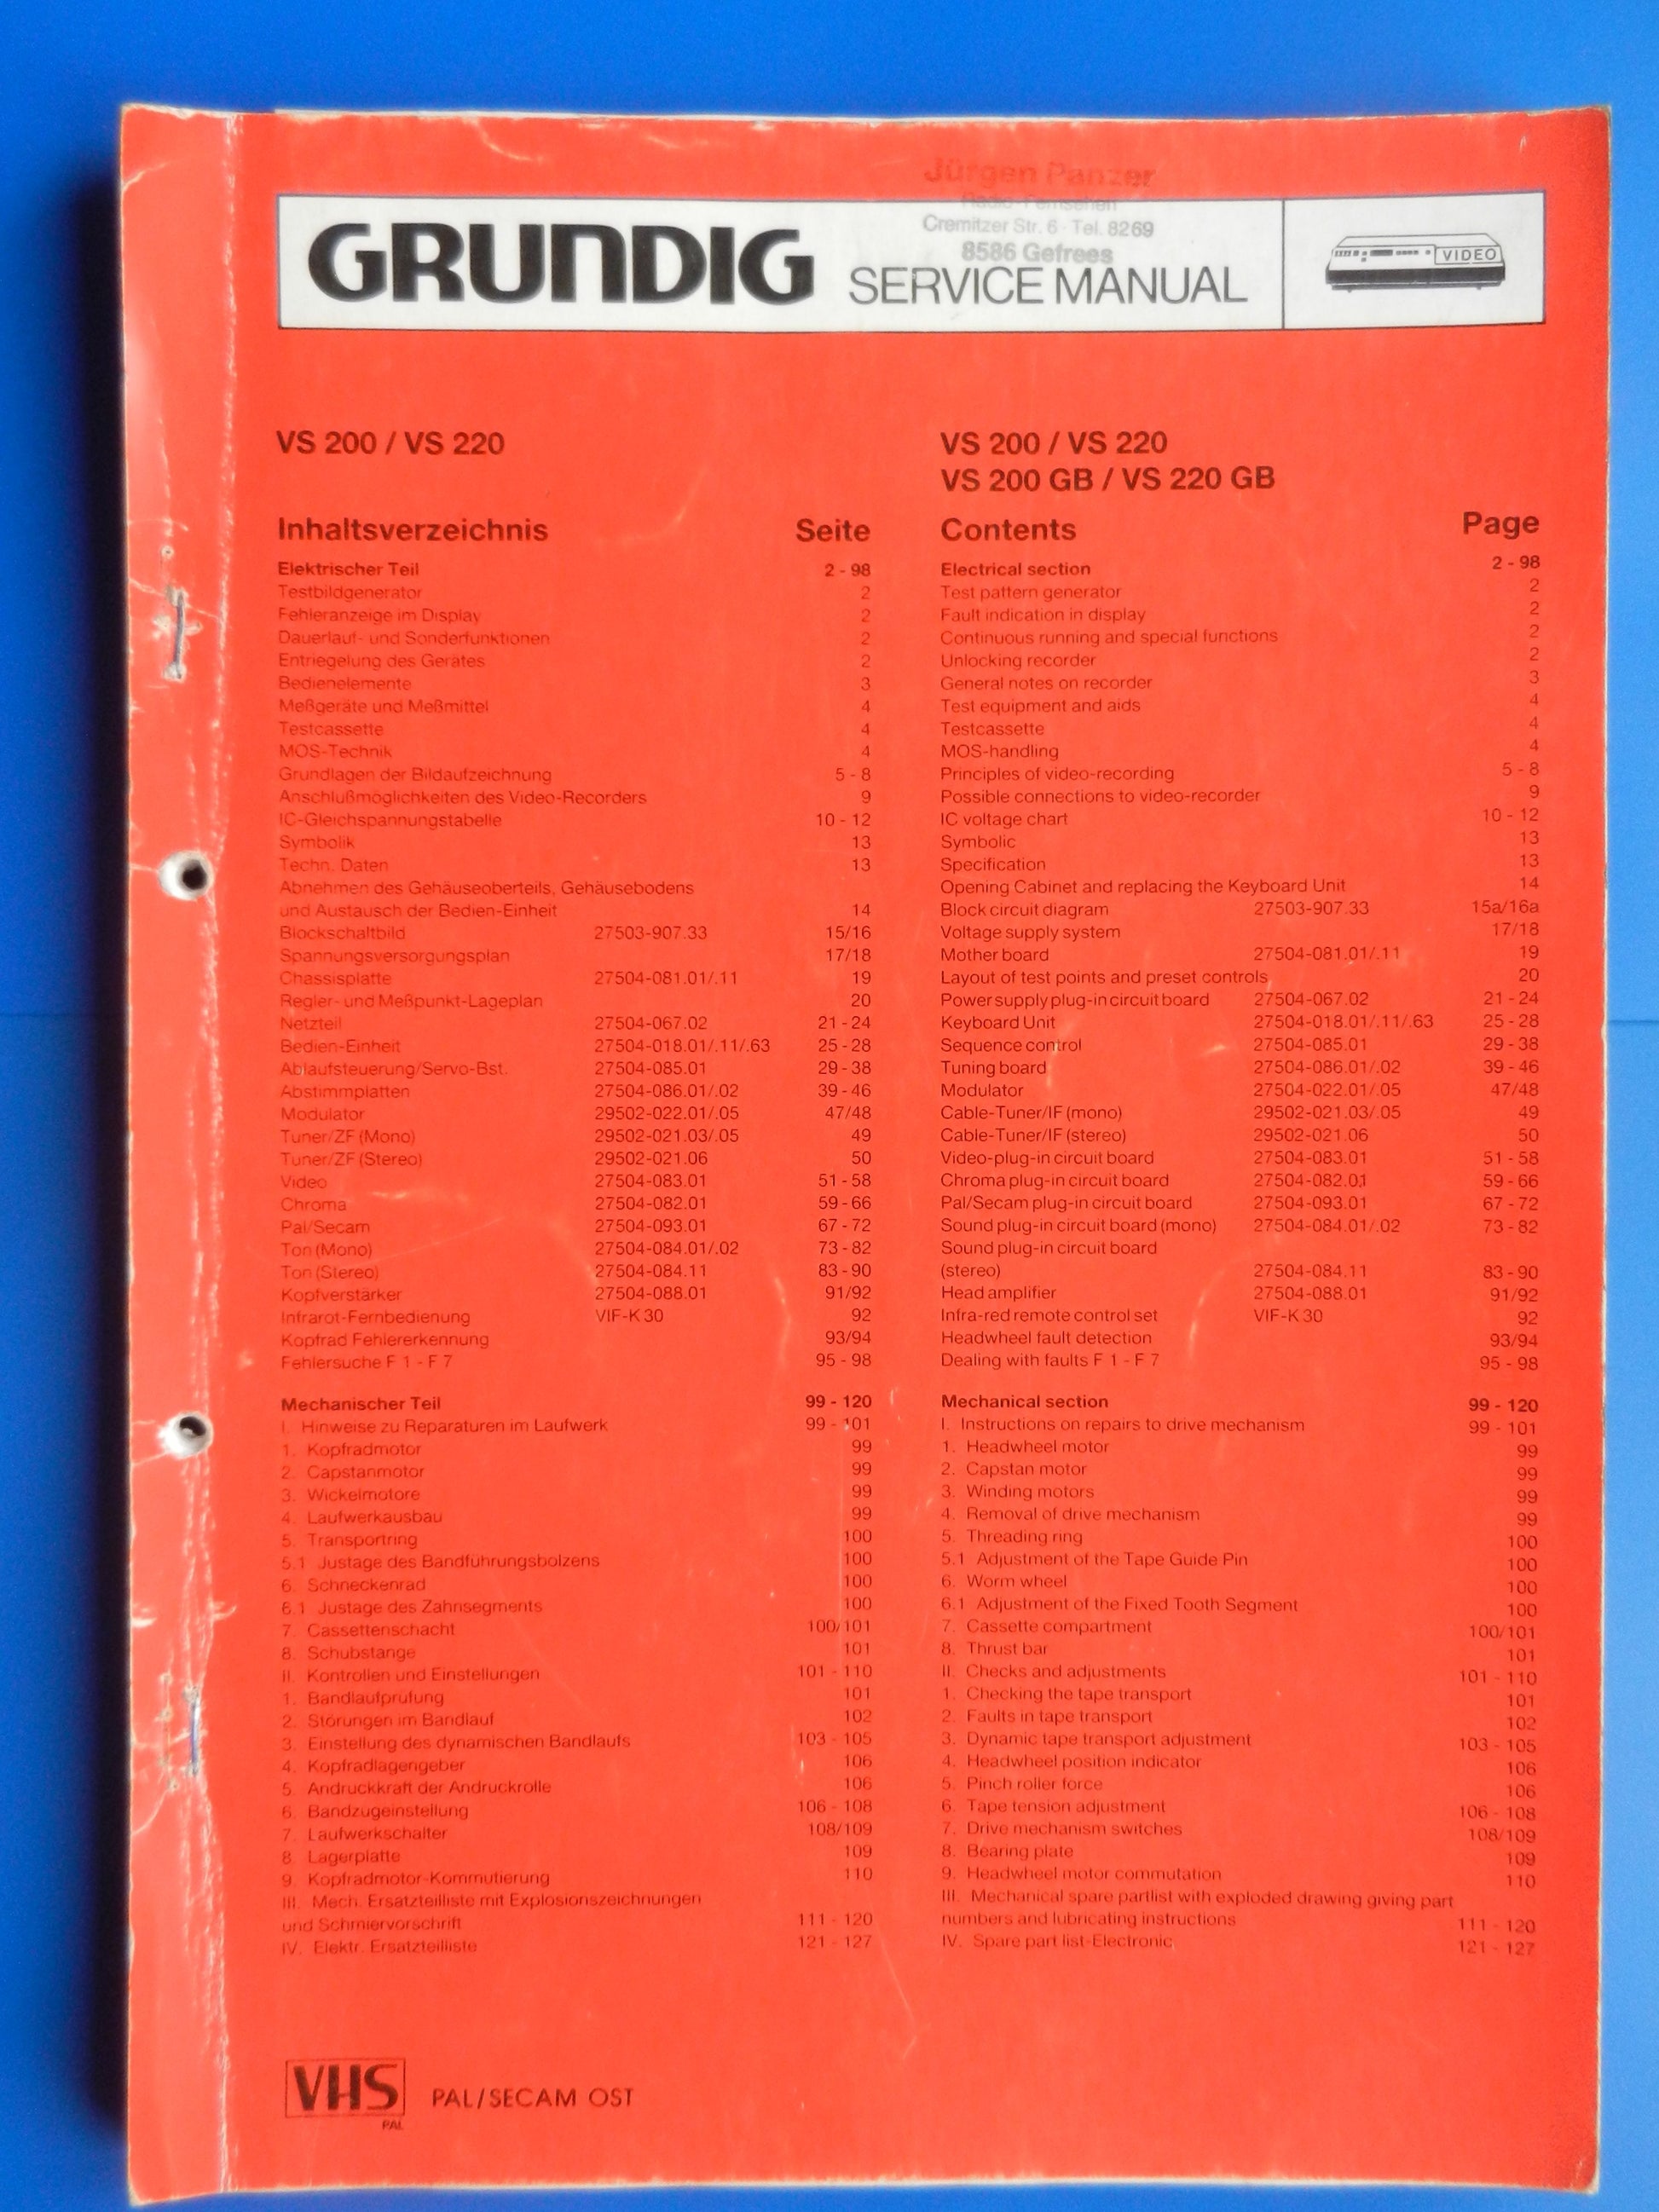 Jürgen Panzer
Radio-Fernsehen
Cremitzer Str. 6 · Tel. 8269
8586 Gefrees
GRUNDIG SERVICE MANUAL
VIDEO
VS 200 / VS 220
Inhaltsverzeichnis Seite
Elektrischer Teil 2 - 98
Testbildgenerator 2
Fehleranzeige im Display 2
Dauerlauf- und Sonderfunktionen 2
Entriegelung des Gerätes 2
Bedienelemente 3
Meßgeräte und Meßmittel 4
Testcassette 4
MOS-Technik 4
Grundlagen der Bildaufzeichnung 5 - 8
Anschlußmöglichkeiten des Video-Recorders 9
IC-Gleichspannungstabelle 10 - 12
Symbolik 13
Techn. Daten 13
Abnehmen des Gehäuseoberteils, Gehäusebodens
und Austausch der Bedien-Einheit 14
Blockschaltbild 27503-907.33 15/16
Spannungsversorgungsplan 17/18
Chassisplatte 27504-081.01/.11 19
Regler- und Meßpunkt-Lageplan 20
Netzteil 27504-067.02 21 - 24
Bedien-Einheit 27504-018.01/.11/.63 25 - 28
Ablaufsteuerung/Servo-Bst. 27504-085.01 29 - 38
Abstimmplatten 27504-086.01/.02 39 - 46
Modulator 29502-022.01/.05 47/48
Tuner/ZF (Mono) 29502-021.03/.05 49
Tuner/ZF (Stereo) 29502-021.06 50
Video 27504-083.01 51 - 58
Chroma 27504-082.01 59 - 66
Pal/Secam 27504-093.01 67 - 72
Ton (Mono) 27504-084.01/.02 73 - 82
Ton (Stereo) 27504-084.11 83 - 90
Kopfverstärker 27504-088.01 91/92
Infrarot-Fernbedienung VIF-K 30 92
Kopfrad Fehlererkennung 93/94
Fehlersuche F 1 - F 7 95 - 98
Mechanischer Teil 99 - 120
I. Hinweise zu Reparaturen im Laufwerk 99 - 101
1. Kopfradmotor 99
2. Capstanmotor 99
3. Wickelmotore 99
4. Laufwerkausbau 99
5. Transportring 100
5.1 Justage des Bandführungsbolzens 100
6. Schneckenrad 100
6.1 Justage des Zahnsegments 100
7. Cassettenschacht 100/101
8. Schubstange 101
II. Kontrollen und Einstellungen 101 - 110
1. Bandlaufprüfung 101
2. Störungen im Bandlauf 102
3. Einstellung des dynamischen Bandlaufs 103 - 105
4. Kopfradlagengeber 106
5. Andruckkraft der Andruckrolle 106
6. Bandzugeinstellung 106 - 108
7. Laufwerkschalter 108/109
8. Lagerplatte 109
9. Kopfradmotor-Kommutierung 110
III. Mech. Ersatzteilliste mit Explosionszeichnungen
und Schmiervorschrift 111 - 120
IV. Elektr. Ersatzteilliste 121 - 127
VS 200 / VS 220
VS 200 GB / VS 220 GB
Contents Page
Electrical section 2 - 98
Test pattern generator 2
Fault indication in display 2
Continuous running and special functions 2
Unlocking recorder 2
General notes on recorder 3
Test equipment and aids 4
Testcassette 4
MOS-handling 4
Principles of video-recording 5 - 8
Possible connections to video-recorder 9
IC voltage chart 10 - 12
Symbolic 13
Specification 13
Opening Cabinet and replacing the Keyboard Unit 14
Block circuit diagram 27503-907.33 15a/16a
Voltage supply system 17/18
Mother board 27504-081.01/.11 19
Layout of test points and preset controls 20
Power supply plug-in circuit board 27504-067.02 21 - 24
Keyboard Unit 27504-018.01/.11/.63 25 - 28
Sequence control 27504-085.01 29 - 38
Tuning board 27504-086.01/.02 39 - 46
Modulator 27504-022.01/.05 47/48
Cable-Tuner/IF (mono) 29502-021.03/.05 49
Cable-Tuner/IF (stereo) 29502-021.06 50
Video-plug-in circuit board 27504-083.01 51 - 58
Chroma plug-in circuit board 27504-082.01 59 - 66
Pal/Secam plug-in circuit board 27504-093.01 67 - 72
Sound plug-in circuit board (mono) 27504-084.01/.02 73 - 82
Sound plug-in circuit board
(stereo) 27504-084.11 83 - 90
Head amplifier 27504-088.01 91/92
Infra-red remote control set VIF-K 30 92
Headwheel fault detection 93/94
Dealing with faults F 1 - F 7 95 - 98
Mechanical section 99 - 120
I. Instructions on repairs to drive mechanism 99 - 101
1. Headwheel motor 99
2. Capstan motor 99
3. Winding motors 99
4. Removal of drive mechanism 99
5. Threading ring 100
5.1 Adjustment of the Tape Guide Pin 100
6. Worm wheel 100
6.1 Adjustment of the Fixed Tooth Segment 100
7. Cassette compartment 100/101
8. Thrust bar 101
II. Checks and adjustments 101 - 110
1. Checking the tape transport 101
2. Faults in tape transport 102
3. Dynamic tape transport adjustment 103 - 105
4. Headwheel position indicator 106
5. Pinch roller force 106
6. Tape tension adjustment 106 - 108
7. Drive mechanism switches 108/109
8. Bearing plate 109
9. Headwheel motor commutation 110
III. Mechanical spare partlist with exploded drawing giving part
numbers and lubricating instructions 111 - 120
IV. Spare part list-Electronic 121 - 127
VHS PAL/SECAM OST
PAL